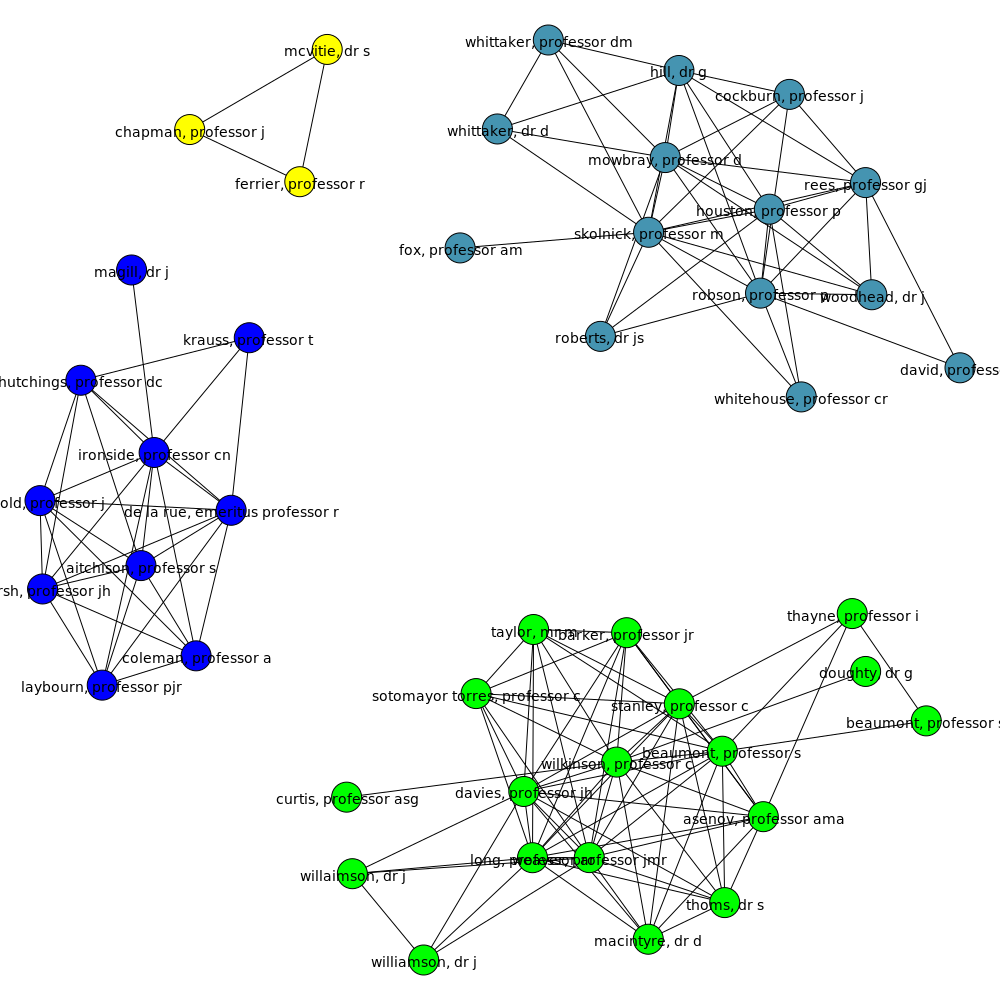 whittaker, professor dm
mcvitie, dr s
hill, dr g
cockburn, professor j
chapman, professor j
whittaker, dr d
mowbray, professor d
ferrier, professor r
rees, professor gj
houston, professor p
skolnick, professor m
fox, professor am
magill, dr j
robson, professor p
woodhead, dr j
roberts, dr js
krauss, professor t
david, profess
hutchings, professor dc
whitehouse, professor cr
ironside, professor cn
old, professor j
de la rue, emeritus professor r
aitchison, professor s
rsh, professor jh
coleman, professor a
laybourn, professor pjr
thayne, professor i
taylor, mr m
barker, professor jr
doughty, dr g
sotomayor torres, professor c
stanley, professor c
beaumont, professor s
beaumont, professor s
wilkinson, professor c
curtis, professor asg
davies, professor jh
asenov, professor ama
long, professor ar
weaver, professor jmr
willaimson, dr j
thoms, dr s
macintyre, dr d
williamson, dr j